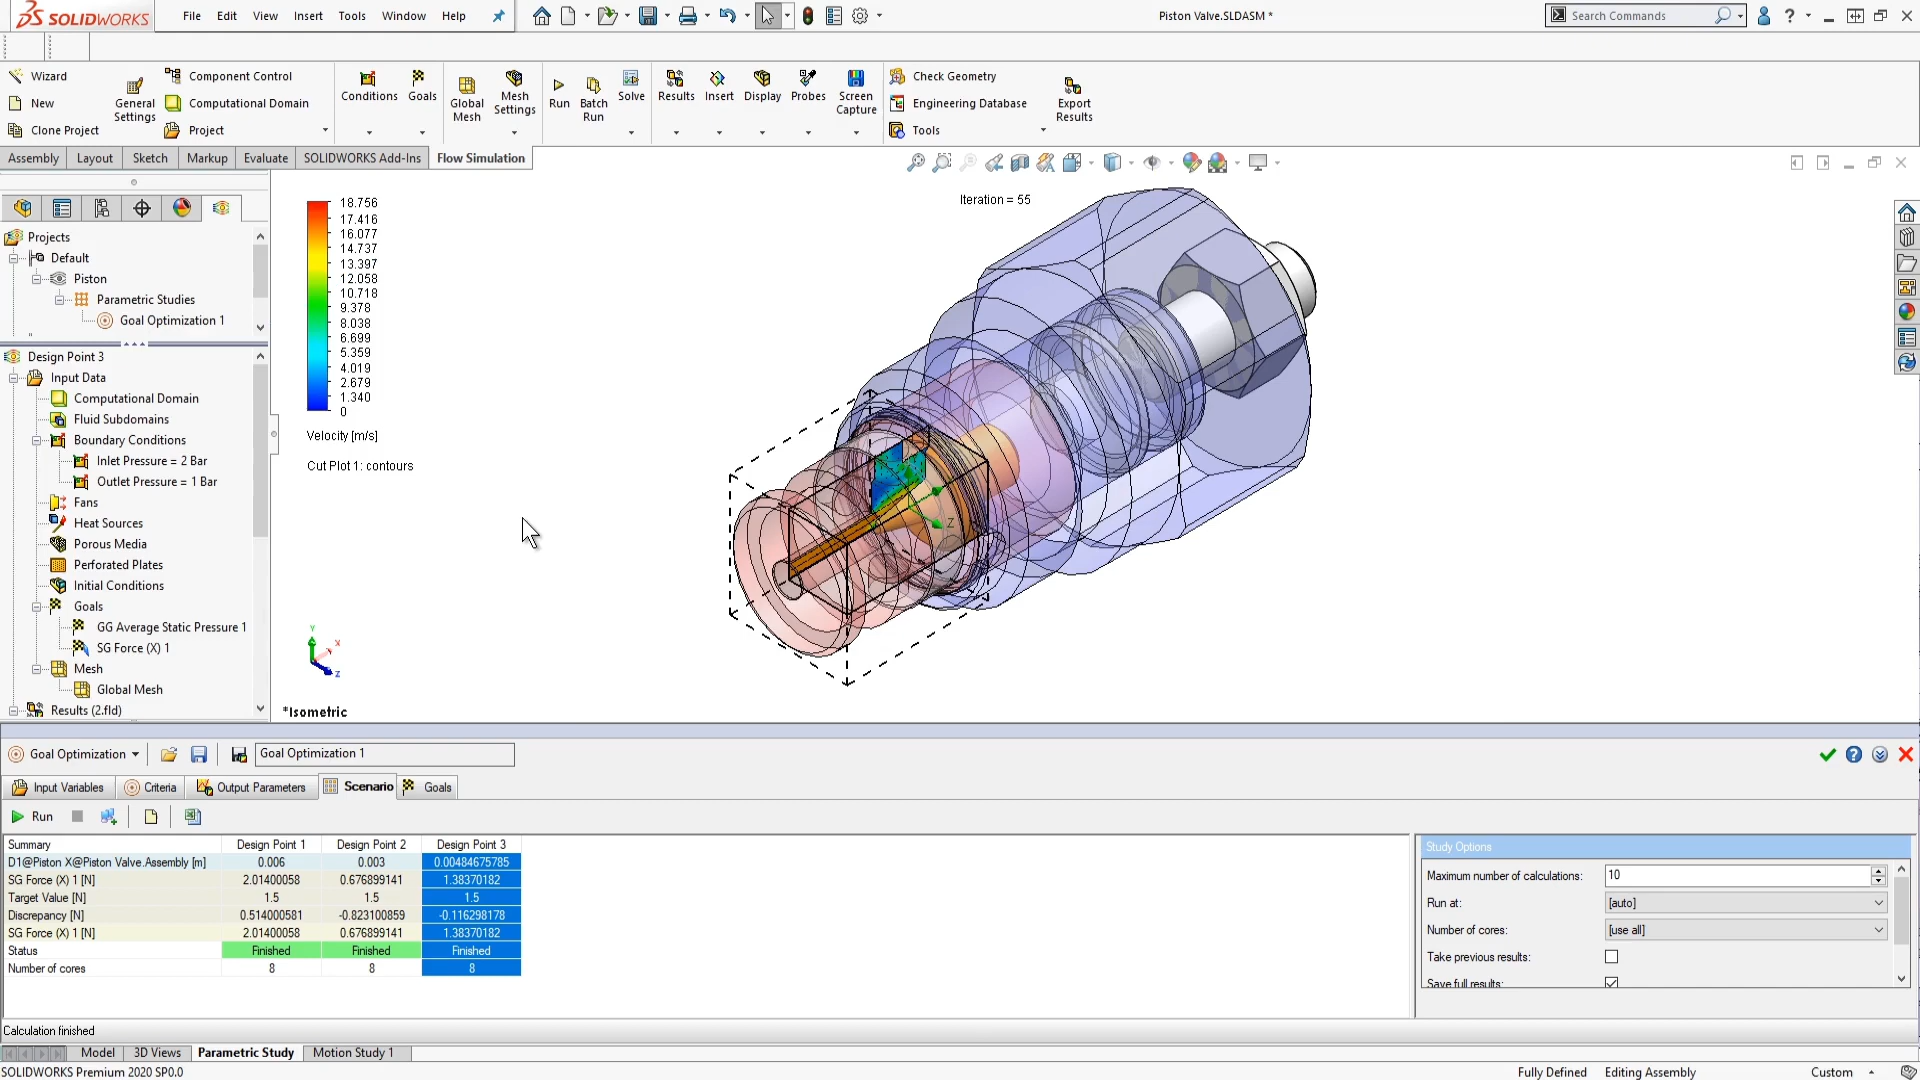 SOLIDWORKS File Edit View Insert Tools Window Help Piston Valve.SLDASM * Search Commands ?
Wizard Component Control Check Geometry
New General Settings Computational Domain Conditions Goals Global Mesh Mesh Settings Run Batch Run Solve Results Insert Display Probes Screen Capture Engineering Database Export Results
Clone Project Project Tools
Assembly Layout Sketch Markup Evaluate SOLIDWORKS Add-Ins Flow Simulation
Iteration = 55
18.756
17.416
16.077
14.737
13.397
12.058
10.718
9.378
8.038
6.699
5.359
4.019
2.679
1.340
0
Velocity [m/s]
Cut Plot 1: contours
Projects
Default
Piston
Parametric Studies
Goal Optimization 1
Design Point 3
Input Data
Computational Domain
Fluid Subdomains
Boundary Conditions
Inlet Pressure = 2 Bar
Outlet Pressure = 1 Bar
Fans
Heat Sources
Porous Media
Perforated Plates
Initial Conditions
Goals
GG Average Static Pressure 1
SG Force (X) 1
Mesh
Global Mesh
Results (2.fld)
Z
Y
X
Z
*Isometric
Goal Optimization Goal Optimization 1
Input Variables Criteria Output Parameters Scenario Goals
Run
Summary Design Point 1 Design Point 2 Design Point 3
D1@Piston X@Piston Valve.Assembly [m] 0.006 0.003 0.00484675785
SG Force (X) 1 [N] 2.01400058 0.676899141 1.38370182
Target Value [N] 1.5 1.5 1.5
Discrepancy [N] 0.514000581 -0.823100859 -0.116298178
SG Force (X) 1 [N] 2.01400058 0.676899141 1.38370182
Status Finished Finished Finished
Number of cores 8 8 8
Study Options
Maximum number of calculations: 10
Run at: [auto]
Number of cores: [use all]
Take previous results:
Save full results:
Calculation finished
Model 3D Views Parametric Study Motion Study 1
SOLIDWORKS Premium 2020 SP0.0 Fully Defined Editing Assembly Custom